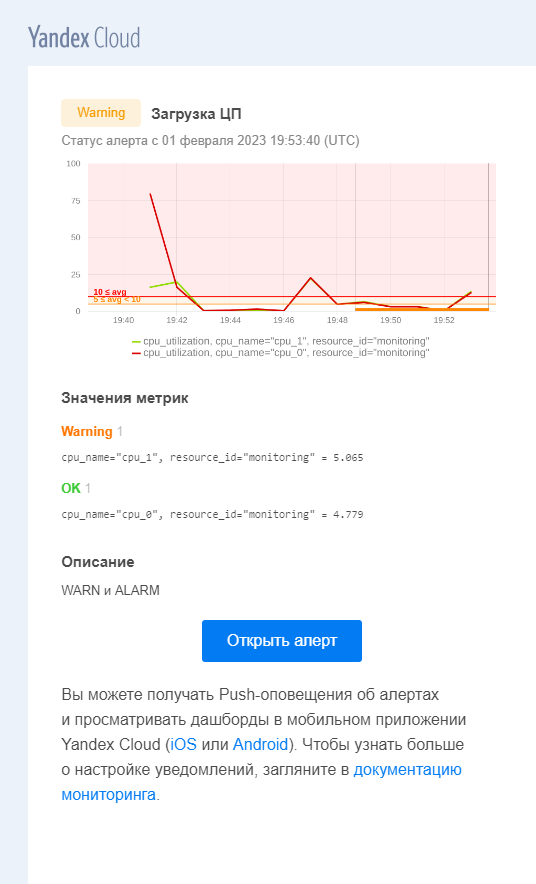 Yandex Cloud
Warning Загрузка ЦП
Статус алерта с 01 февраля 2023 19:53:40 (UTC)
100
75
50
25
10 ≤ avg
5 ≤ avg < 10
0
19:40 19:42 19:44 19:46 19:48 19:50 19:52
cpu_utilization, cpu_name="cpu_1", resource_id="monitoring"
cpu_utilization, cpu_name="cpu_0", resource_id="monitoring"
Значения метрик
Warning 1
cpu_name="cpu_1", resource_id="monitoring" = 5.065
OK 1
cpu_name="cpu_0", resource_id="monitoring" = 4.779
Описание
WARN и ALARM
Открыть алерт
Вы можете получать Push-оповещения об алертах
и просматривать дашборды в мобильном приложении
Yandex Cloud (iOS или Android). Чтобы узнать больше
о настройке уведомлений, загляните в документацию
мониторинга.